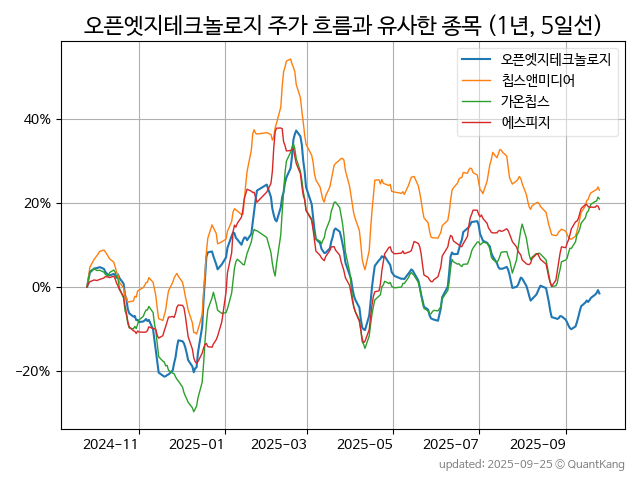 오픈엣지테크놀로지 주가 흐름과 유사한 종목 (1년, 5일선)
오픈엣지테크놀로지
칩스앤미디어
가온칩스
에스피지
40%
20%
0%
−20%
2024-11
2025-01
2025-03
2025-05
2025-07
2025-09
updated: 2025-09-25 © QuantKang